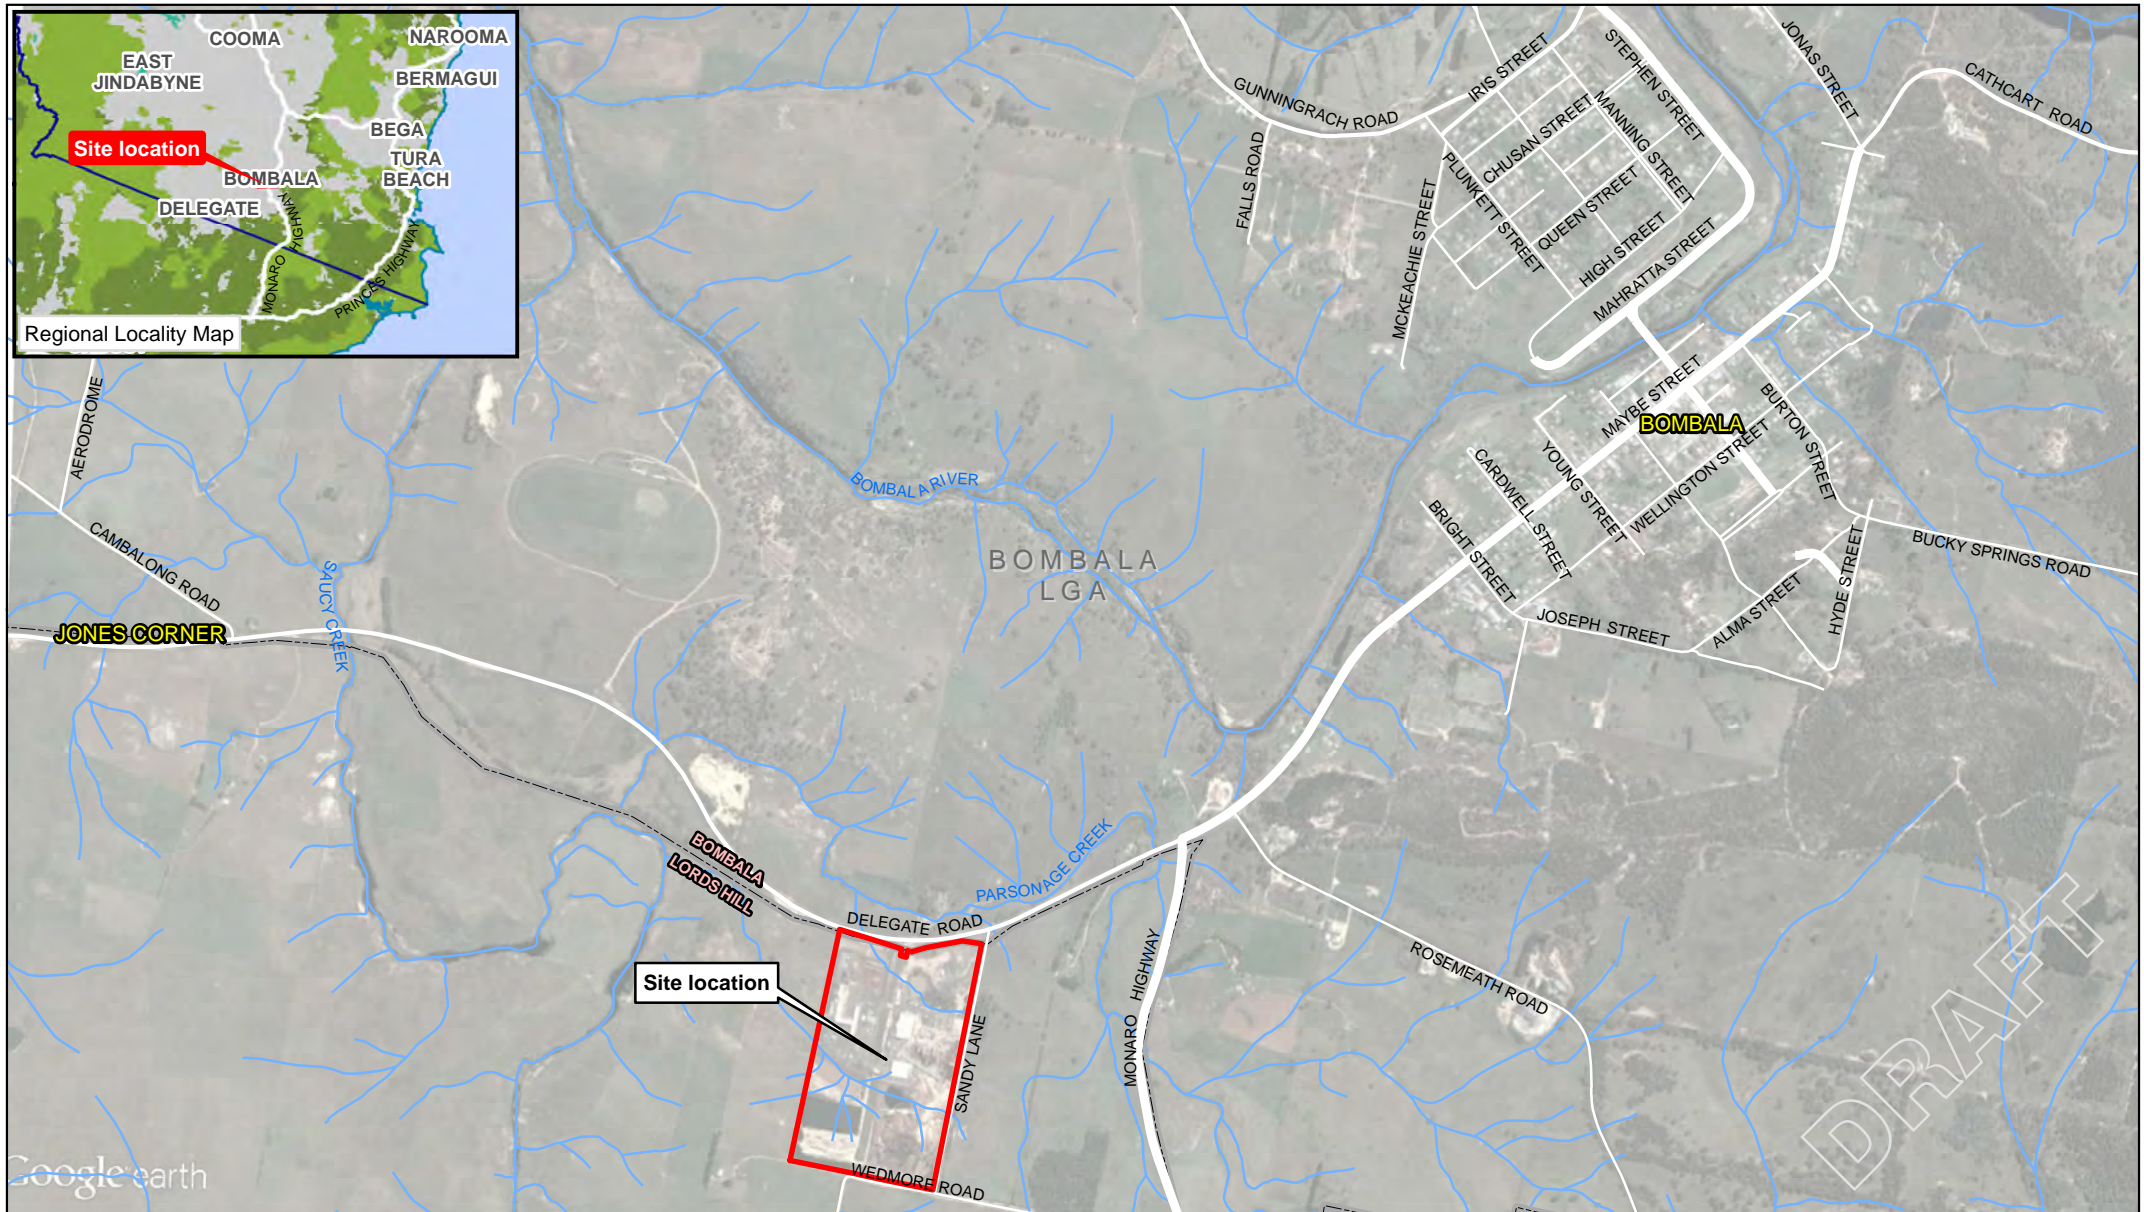 COOMA
NAROOMA
EAST
JINDABYNE
BERMAGUI
BEGA
Site location
TURA
BEACH
BOMBALA
DELEGATE
MONARO HIGHWAY
PRINCES HIGHWAY
Regional Locality Map
GUNNINGRACH ROAD
IRIS STREET
STEPHEN STREET
JONAS STREET
CATHCART ROAD
FALLS ROAD
CHUSAN STREET
MANNING STREET
MCKEACHIE STREET
PLUNKETT STREET
QUEEN STREET
HIGH STREET
MAHRATTA STREET
AERODROME
MAYBE STREET
BOMBALA
BURTON STREET
YOUNG STREET
WELLINGTON STREET
CARDWELL STREET
BRIGHT STREET
BOMBALA RIVER
CAMBALONG ROAD
SAUCY CREEK
BOMBALA
LGA
BUCKY SPRINGS ROAD
HYDE STREET
ALMA STREET
JOSEPH STREET
JONES CORNER
BOMBALA
LORDS HILL
PARSONAGE CREEK
DELEGATE ROAD
Site location
SANDY LANE
MONARO HIGHWAY
ROSEMEATH ROAD
WEDMORE ROAD
Google earth
DRAFT